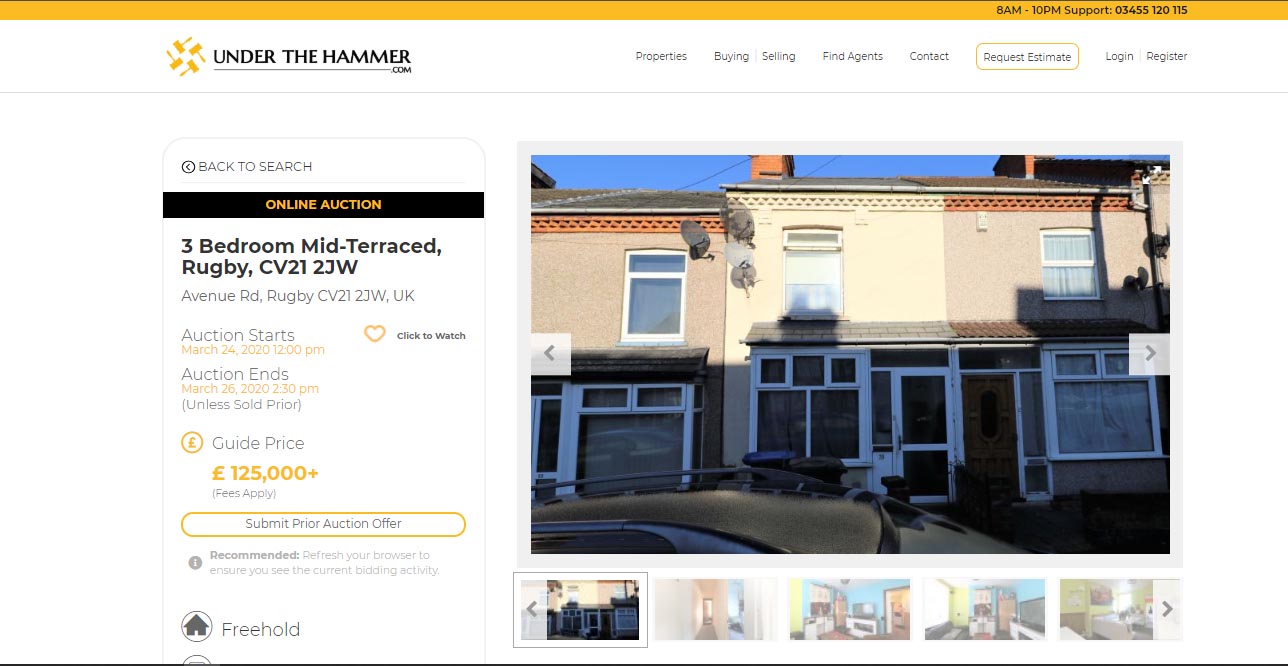 8AM - 10PM Support: 03455 120 115
UNDER THE HAMMER
.COM
Properties Buying Selling Find Agents Contact Request Estimate Login Register
BACK TO SEARCH
ONLINE AUCTION
3 Bedroom Mid-Terraced,
Rugby, CV21 2JW
Avenue Rd, Rugby CV21 2JW, UK
Auction Starts
Click to Watch
March 24, 2020 12:00 pm
Auction Ends
March 26, 2020 2:30 pm
(Unless Sold Prior)
£ Guide Price
£ 125,000+
(Fees Apply)
Submit Prior Auction Offer
Recommended: Refresh your browser to
ensure you see the current bidding activity.
Freehold